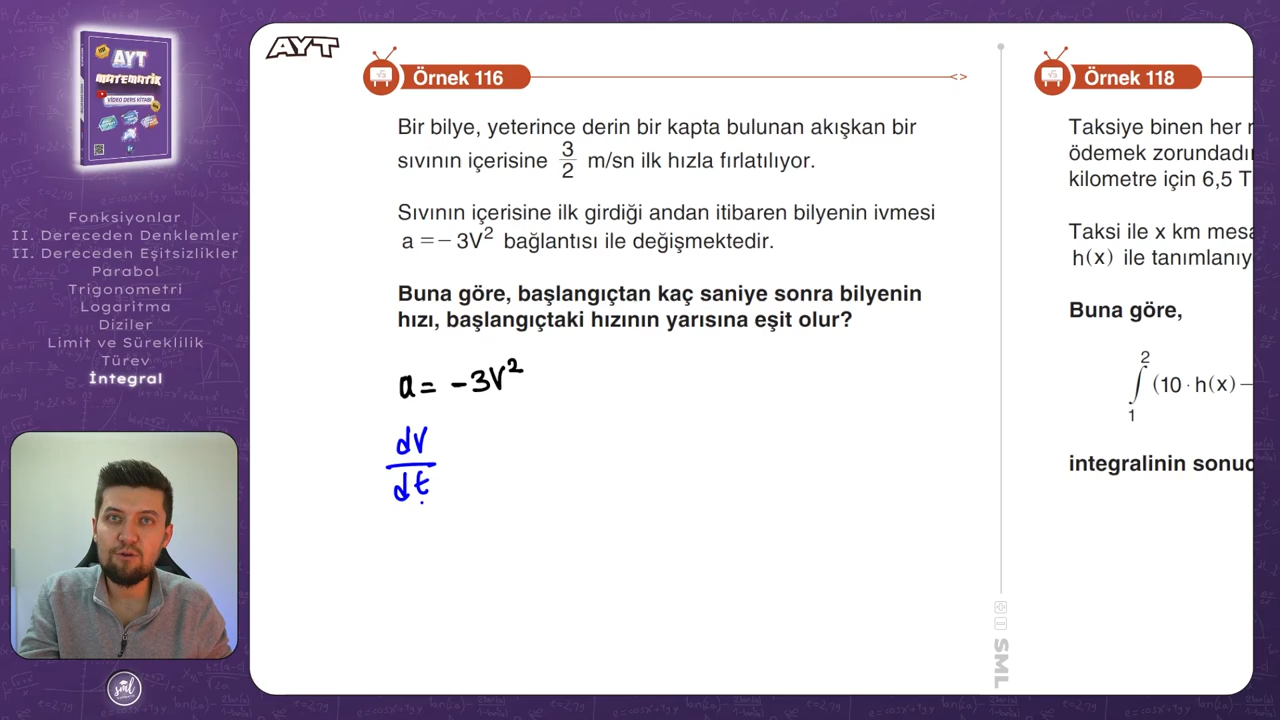 AYT
MATEMATİK
VİDEO DERS KİTABI
Fonksiyonlar
II. Dereceden Denklemler
II. Dereceden Eşitsizlikler
Parabol
Trigonometri
Logaritma
Diziler
Limit ve Süreklilik
Türev
İntegral
sml
AYT
Örnek 116
Bir bilye, yeterince derin bir kapta bulunan akışkan bir
sıvının içerisine 3/2 m/sn ilk hızla fırlatılıyor.
Sıvının içerisine ilk girdiği andan itibaren bilyenin ivmesi
a = – 3V² bağlantısı ile değişmektedir.
Buna göre, başlangıçtan kaç saniye sonra bilyenin
hızı, başlangıçtaki hızının yarısına eşit olur?
a = -3V²
dV
dt
SML
Örnek 118
Taksiye binen her
ödemek zorundadır
kilometre için 6,5 T
Taksi ile x km mesa
h(x) ile tanımlanıy
Buna göre,
2
∫ (10 · h(x) –
1
integralinin sonuc